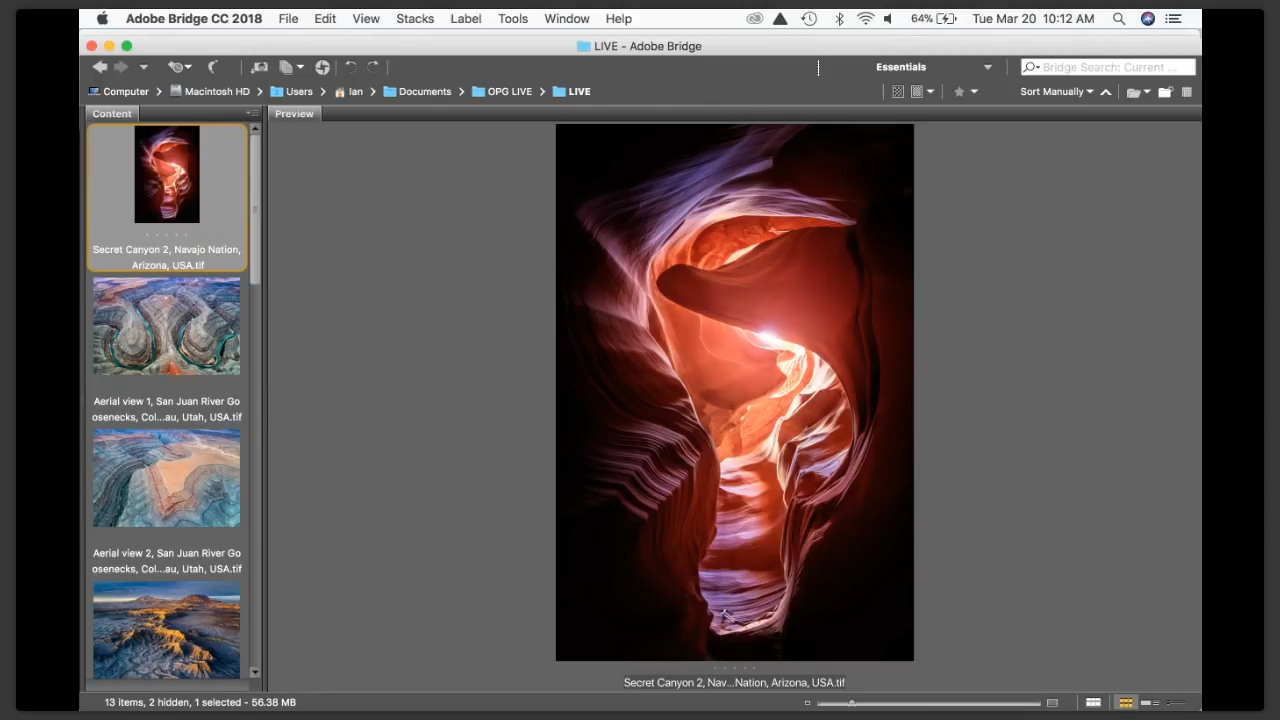 Adobe Bridge CC 2018 File Edit View Stacks Label Tools Window Help 64% Tue Mar 20 10:12 AM
LIVE - Adobe Bridge
Essentials Bridge Search: Current ...
Computer Macintosh HD Users Ian Documents OPG LIVE LIVE Sort Manually
Content Preview
Secret Canyon 2, Navajo Nation,
Arizona, USA.tif
Aerial view 1, San Juan River Go
osenecks, Col...au, Utah, USA.tif
Aerial view 2, San Juan River Go
osenecks, Col...au, Utah, USA.tif
Secret Canyon 2, Nav...Nation, Arizona, USA.tif
13 items, 2 hidden, 1 selected - 56.38 MB